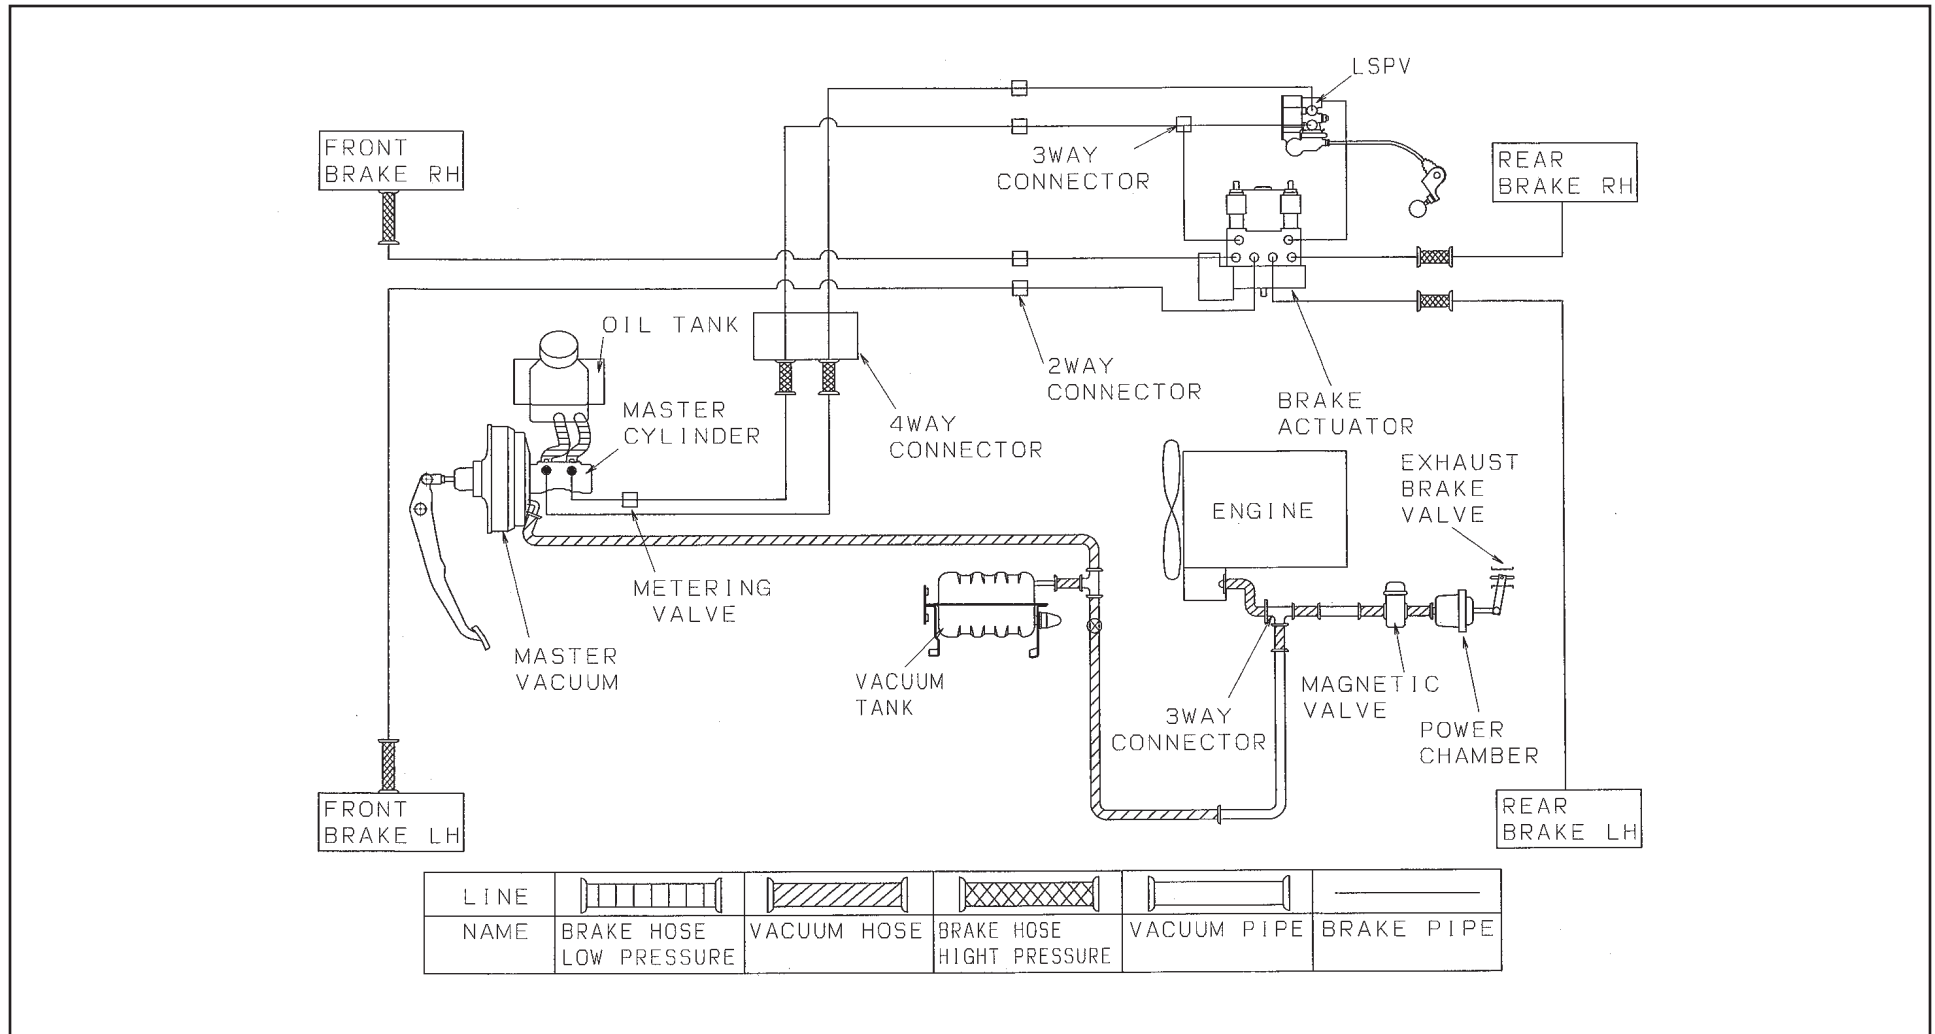 LSPV
FRONT
BRAKE RH
3WAY
CONNECTOR
REAR
BRAKE RH
OIL TANK
2WAY
CONNECTOR
BRAKE
ACTUATOR
MASTER
CYLINDER
4WAY
CONNECTOR
EXHAUST
BRAKE
VALVE
ENGINE
METERING
VALVE
MASTER
VACUUM
VACUUM
TANK
MAGNETIC
VALVE
3WAY
CONNECTOR
POWER
CHAMBER
FRONT
BRAKE LH
REAR
BRAKE LH
LINE
NAME
BRAKE HOSE
LOW PRESSURE
VACUUM HOSE
BRAKE HOSE
HIGHT PRESSURE
VACUUM PIPE
BRAKE PIPE